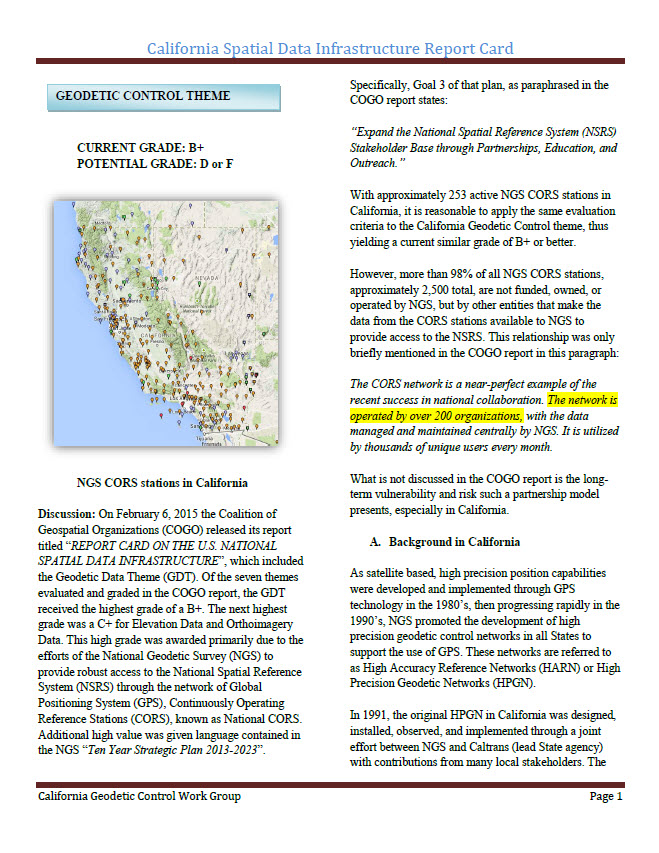 California Spatial Data Infrastructure Report Card
GEODETIC CONTROL THEME
CURRENT GRADE: B+
POTENTIAL GRADE: D or F
NEVADA
NGS CORS stations in California
Discussion: On February 6, 2015 the Coalition of
Geospatial Organizations (COGO) released its report
titled “REPORT CARD ON THE U.S. NATIONAL
SPATIAL DATA INFRASTRUCTURE”, which included
the Geodetic Data Theme (GDT). Of the seven themes
evaluated and graded in the COGO report, the GDT
received the highest grade of a B+. The next highest
grade was a C+ for Elevation Data and Orthoimagery
Data. This high grade was awarded primarily due to the
efforts of the National Geodetic Survey (NGS) to
provide robust access to the National Spatial Reference
System (NSRS) through the network of Global
Positioning System (GPS), Continuously Operating
Reference Stations (CORS), known as National CORS.
Additional high value was given language contained in
the NGS “Ten Year Strategic Plan 2013-2023”.
Specifically, Goal 3 of that plan, as paraphrased in the
COGO report states:
“Expand the National Spatial Reference System (NSRS)
Stakeholder Base through Partnerships, Education, and
Outreach.”
With approximately 253 active NGS CORS stations in
California, it is reasonable to apply the same evaluation
criteria to the California Geodetic Control theme, thus
yielding a current similar grade of B+ or better.
However, more than 98% of all NGS CORS stations,
approximately 2,500 total, are not funded, owned, or
operated by NGS, but by other entities that make the
data from the CORS stations available to NGS to
provide access to the NSRS. This relationship was only
briefly mentioned in the COGO report in this paragraph:
The CORS network is a near-perfect example of the
recent success in national collaboration. The network is
operated by over 200 organizations, with the data
managed and maintained centrally by NGS. It is utilized
by thousands of unique users every month.
What is not discussed in the COGO report is the long-
term vulnerability and risk such a partnership model
presents, especially in California.
A. Background in California
As satellite based, high precision position capabilities
were developed and implemented through GPS
technology in the 1980’s, then progressing rapidly in the
1990’s, NGS promoted the development of high
precision geodetic control networks in all States to
support the use of GPS. These networks are referred to
as High Accuracy Reference Networks (HARN) or High
Precision Geodetic Networks (HPGN).
In 1991, the original HPGN in California was designed,
installed, observed, and implemented through a joint
effort between NGS and Caltrans (lead State agency)
with contributions from many local stakeholders. The
California Geodetic Control Work Group
Page 1